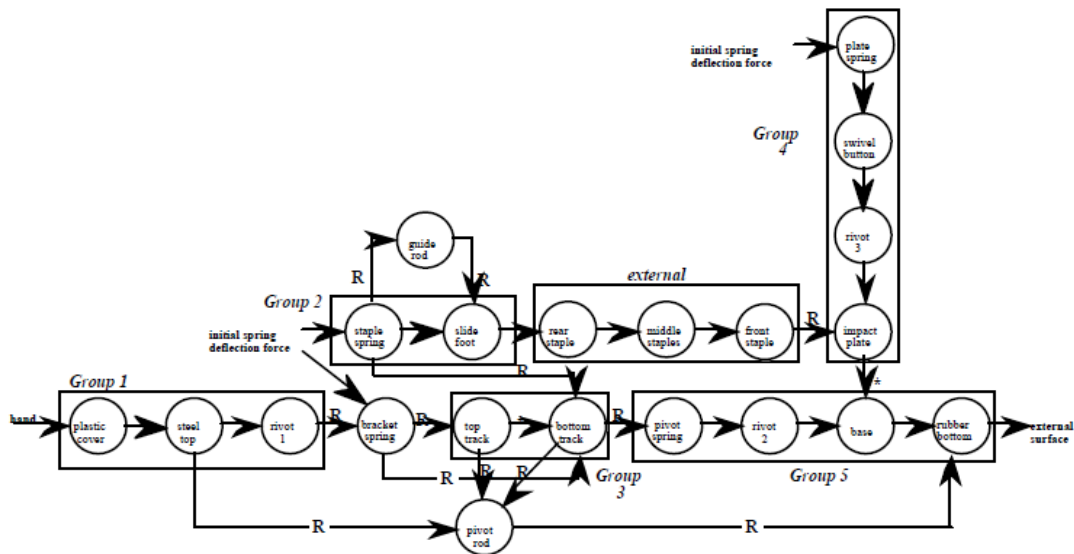 initial spring
deflection force
plate
spring
Group
4
swivel
button
rivot
3
guide
rod
R
R
external
Group 2
staple
spring
slide
foot
rear
staple
middle
staples
front
staple
R
impact
plate
initial spring
deflection force
R
*
Group 1
hand
plastic
cover
steel
top
rivot
1
R
bracket
spring
R
top
track
*
bottom
track
R
pivot
spring
rivot
2
base
rubber
bottom
external
surface
R
R
R
Group
3
Group 5
R
pivot
rod
R